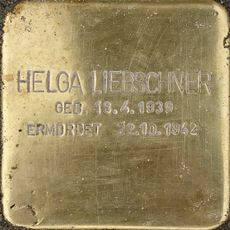 HELGA LIEBSCHNER
GEB. 19.4.1939
ERMORDET 22.10.1942